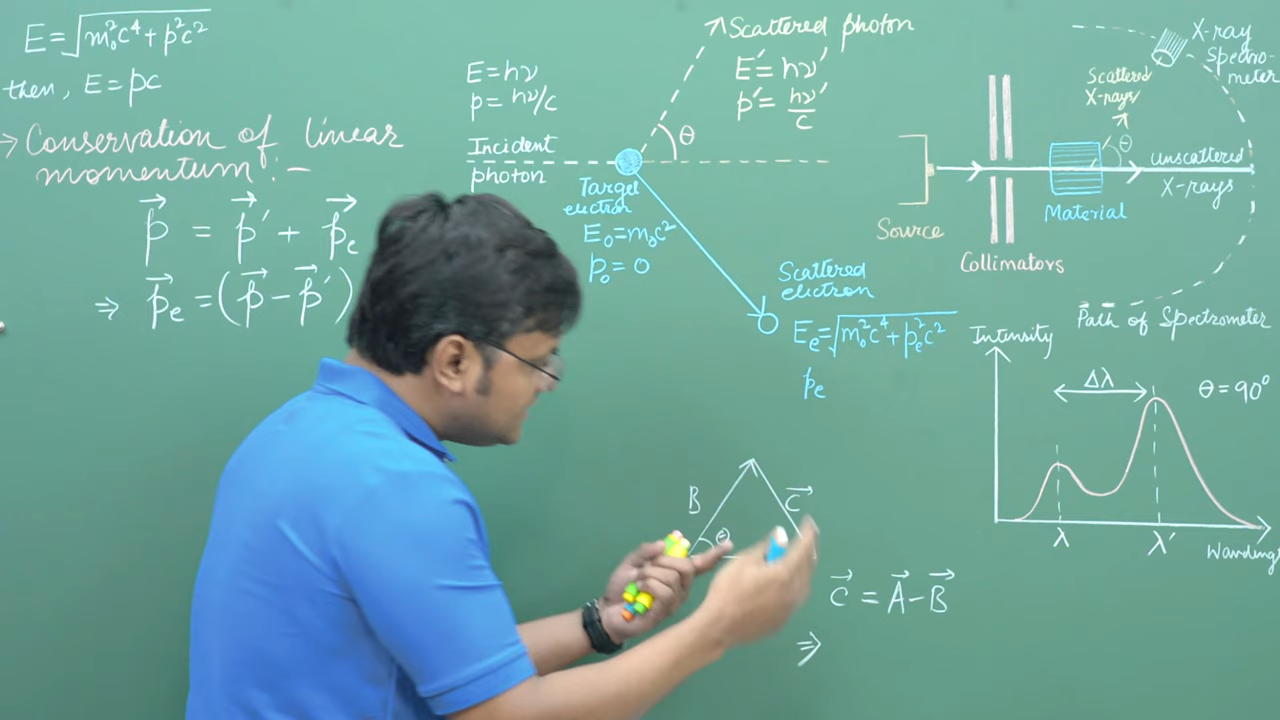 E = √m₀²c⁴ + p²c²
then, E = pc
→ Conservation of linear
momentum : –
p⃗ = p⃗′ + p⃗e
⇒ p⃗e = (p⃗ − p⃗′)
E = hν
p = hν/c
Incident
photon
Scattered photon
E′ = hν′
p′ = hν′/c
θ
Target
electron
E₀ = m₀c²
p₀ = 0
Scattered
electron
Ee = √m₀²c⁴ + pe²c²
pe
B
θ
C⃗
C⃗ = A⃗ − B⃗
⇒
X-ray
Spectro-
meter
Scattered
X-rays
θ
unscattered
X-rays
Material
Source
Collimators
Path of Spectrometer
Intensity
Δλ
θ = 90°
λ
λ′